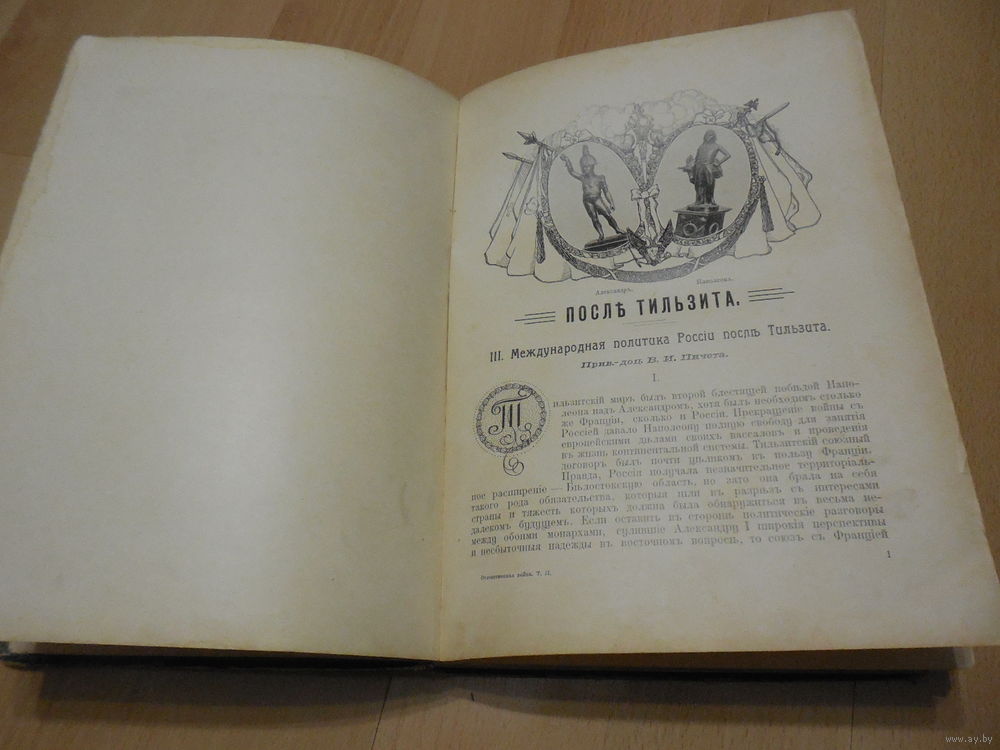 Александръ.
Наполеонъ.
ПОСЛѢ ТИЛЬЗИТА.
III. Международная политика Россіи послѣ Тильзита.
Прив.-доц. В. И. Пичета.
I.
Тильзитскій миръ былъ второй блестящей побѣдой Напо-
леона надъ Александромъ, хотя былъ необходимъ столько
же Франціи, сколько и Россіи. Прекращеніе войны съ
Россіей давало Наполеону полную свободу для занятія
европейскими дѣлами своихъ вассаловъ и проведенія
въ жизнь континентальной системы. Тильзитскій союзный
договоръ былъ почти цѣликомъ въ пользу Франціи.
Правда, Россія получала незначительное территоріаль-
ное расширеніе — Бѣлостокскую область, но зато она брала на себя
такого рода обязательства, которыя шли въ разрѣзъ съ интересами
страны и тяжесть которыхъ должна была обнаружиться въ весьма не-
далекомъ будущемъ. Если оставить въ сторонѣ политическіе разговоры
между обоими монархами, сулившіе Александру I широкія перспективы
и несбыточныя надежды въ восточномъ вопросѣ, то союзъ съ Франціей
Отечественная война. Т. II.
1
www.ay.by